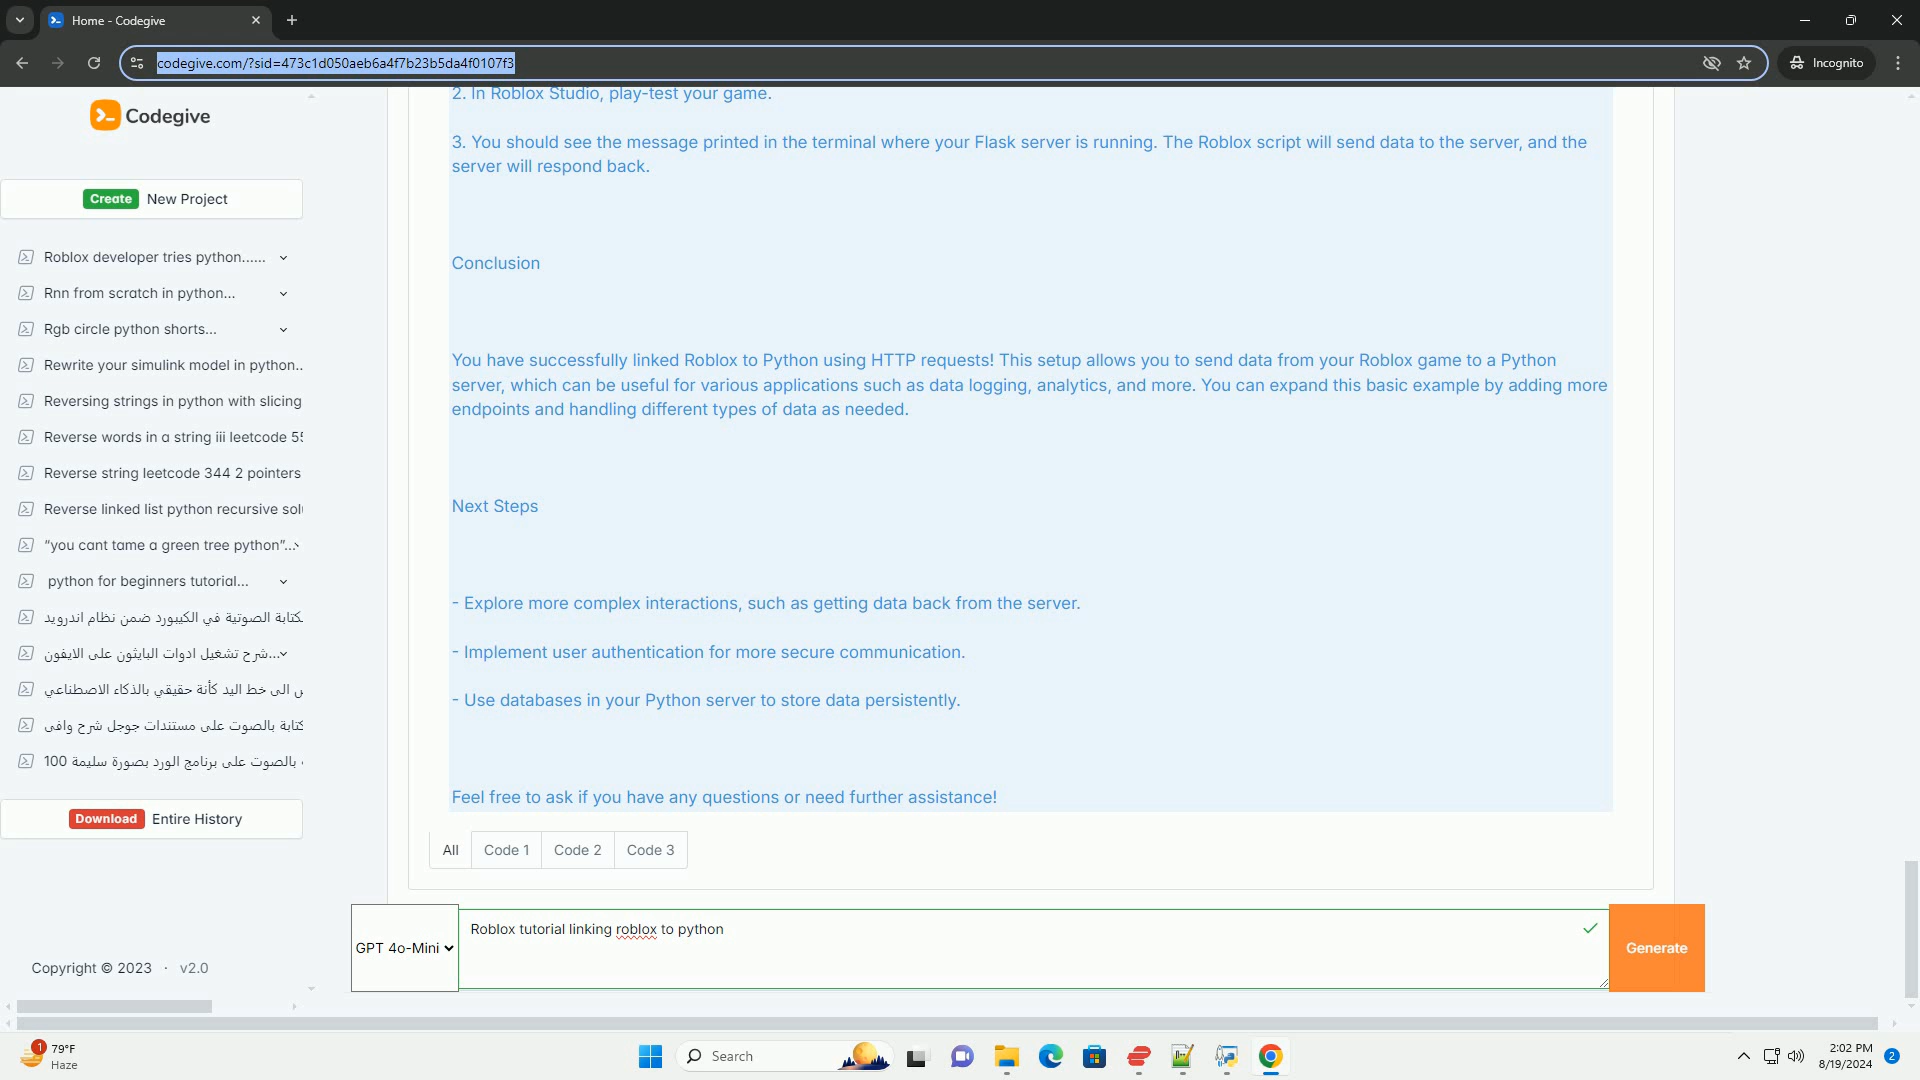 Home - Codegive
codegive.com/?sid=473c1d050aeb6a4f7b23b5da4f0107f3
Incognito
Codegive
Create New Project
Roblox developer tries python......
Rnn from scratch in python...
Rgb circle python shorts...
Rewrite your simulink model in python..
Reversing strings in python with slicing
Reverse words in a string iii leetcode 55
Reverse string leetcode 344 2 pointers
Reverse linked list python recursive solu
“you cant tame a green tree python”...
python for beginners tutorial...
كتابة الصوتية في الكيبورد ضمن نظام اندرويد
شرح تشغيل ادوات البايثون على الايفون...
الى خط اليد كأنة حقيقي بالذكاء الاصطناعي
كتابة بالصوت على مستندات جوجل شرح وافى
بالصوت على برنامج الورد بصورة سليمة 100
Download Entire History
Copyright © 2023 · v2.0
2. In Roblox Studio, play-test your game.
3. You should see the message printed in the terminal where your Flask server is running. The Roblox script will send data to the server, and the
server will respond back.
Conclusion
You have successfully linked Roblox to Python using HTTP requests! This setup allows you to send data from your Roblox game to a Python
server, which can be useful for various applications such as data logging, analytics, and more. You can expand this basic example by adding more
endpoints and handling different types of data as needed.
Next Steps
- Explore more complex interactions, such as getting data back from the server.
- Implement user authentication for more secure communication.
- Use databases in your Python server to store data persistently.
Feel free to ask if you have any questions or need further assistance!
All Code 1 Code 2 Code 3
GPT 4o-Mini
Roblox tutorial linking roblox to python
Generate
1
79°F
Haze
Search
2:02 PM
8/19/2024
2